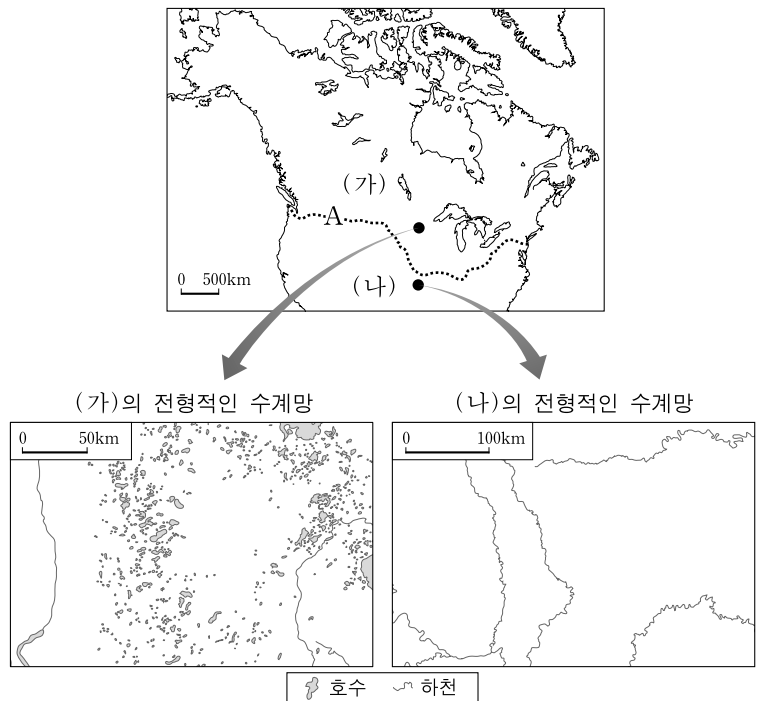 (가)
A
0 500km
(나)
(가)의 전형적인 수계망
(나)의 전형적인 수계망
0 50km
0 100km
호수 하천